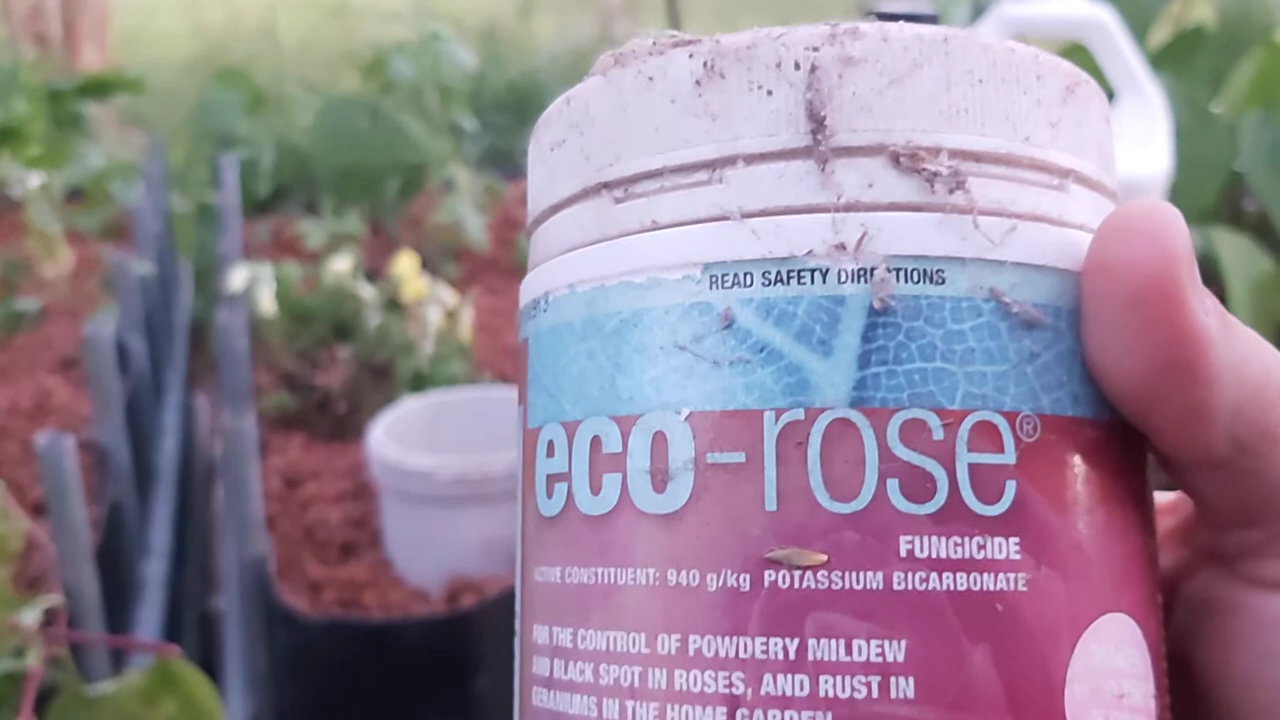 READ SAFETY DIRECTIONS
eco-rose®
FUNGICIDE
ACTIVE CONSTITUENT: 940 g/kg POTASSIUM BICARBONATE
FOR THE CONTROL OF POWDERY MILDEW
AND BLACK SPOT IN ROSES, AND RUST IN
GERANIUMS IN THE HOME GARDEN